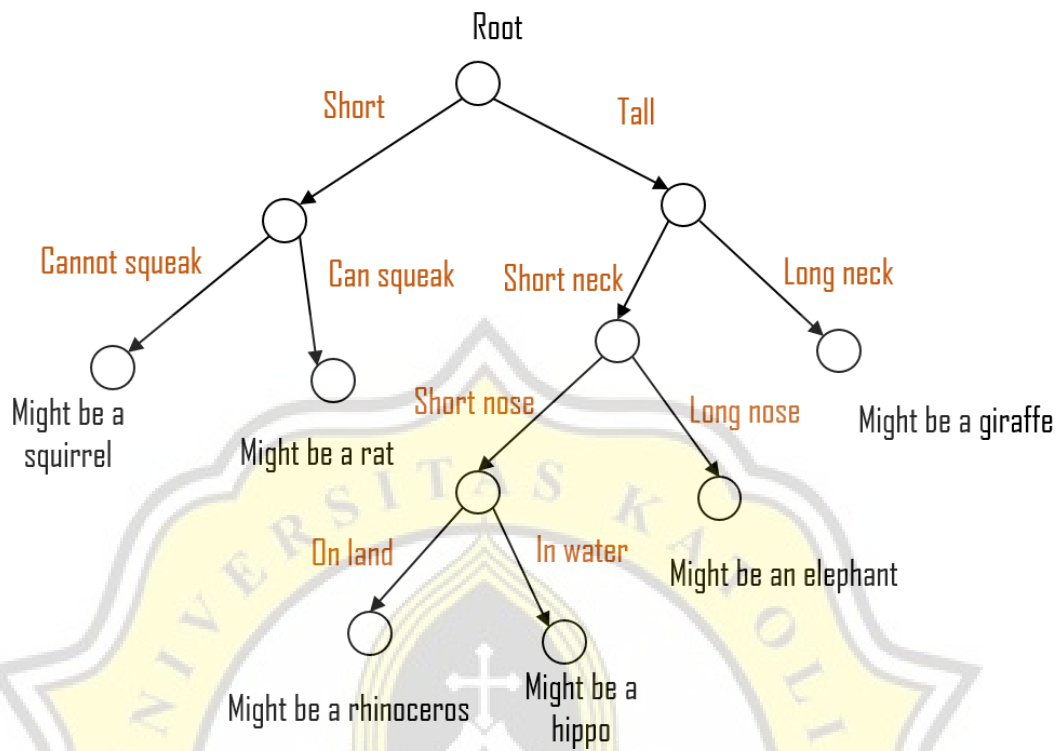 Root
Short
Tall
Cannot squeak
Can squeak
Short neck
Long neck
Might be a
squirrel
Might be a rat
Short nose
Long nose
Might be a giraffe
On land
In water
Might be an elephant
Might be a rhinoceros
Might be a
hippo
UNIVERSITAS KATOLI